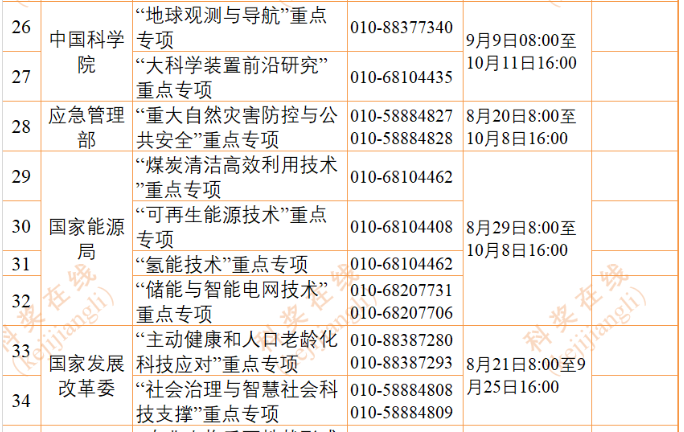 26
中国科学
院
“地球观测与导航”重点
专项
010-88377340
9月9日08:00至
10月11日16:00
27
“大科学装置前沿研究”
重点专项
010-68104435
28
应急管理
部
“重大自然灾害防控与公
共安全”重点专项
010-58884827
010-58884828
8月20日8:00至
10月8日16:00
29
国家能源
局
“煤炭清洁高效利用技术
”重点专项
010-68104462
8月29日8:00至
10月8日16:00
30
“可再生能源技术”重点
专项
010-68104408
31
“氢能技术”重点专项
010-68104462
32
“储能与智能电网技术”
重点专项
010-68207731
010-68207706
33
国家发展
改革委
“主动健康和人口老龄化
科技应对”重点专项
010-88387280
010-88387293
8月21日8:00至9
月25日16:00
34
“社会治理与智慧社会科
技支撑”重点专项
010-58884808
010-58884809
科奖在线
(kejijiangli)
科奖在线
(kejijiangli)